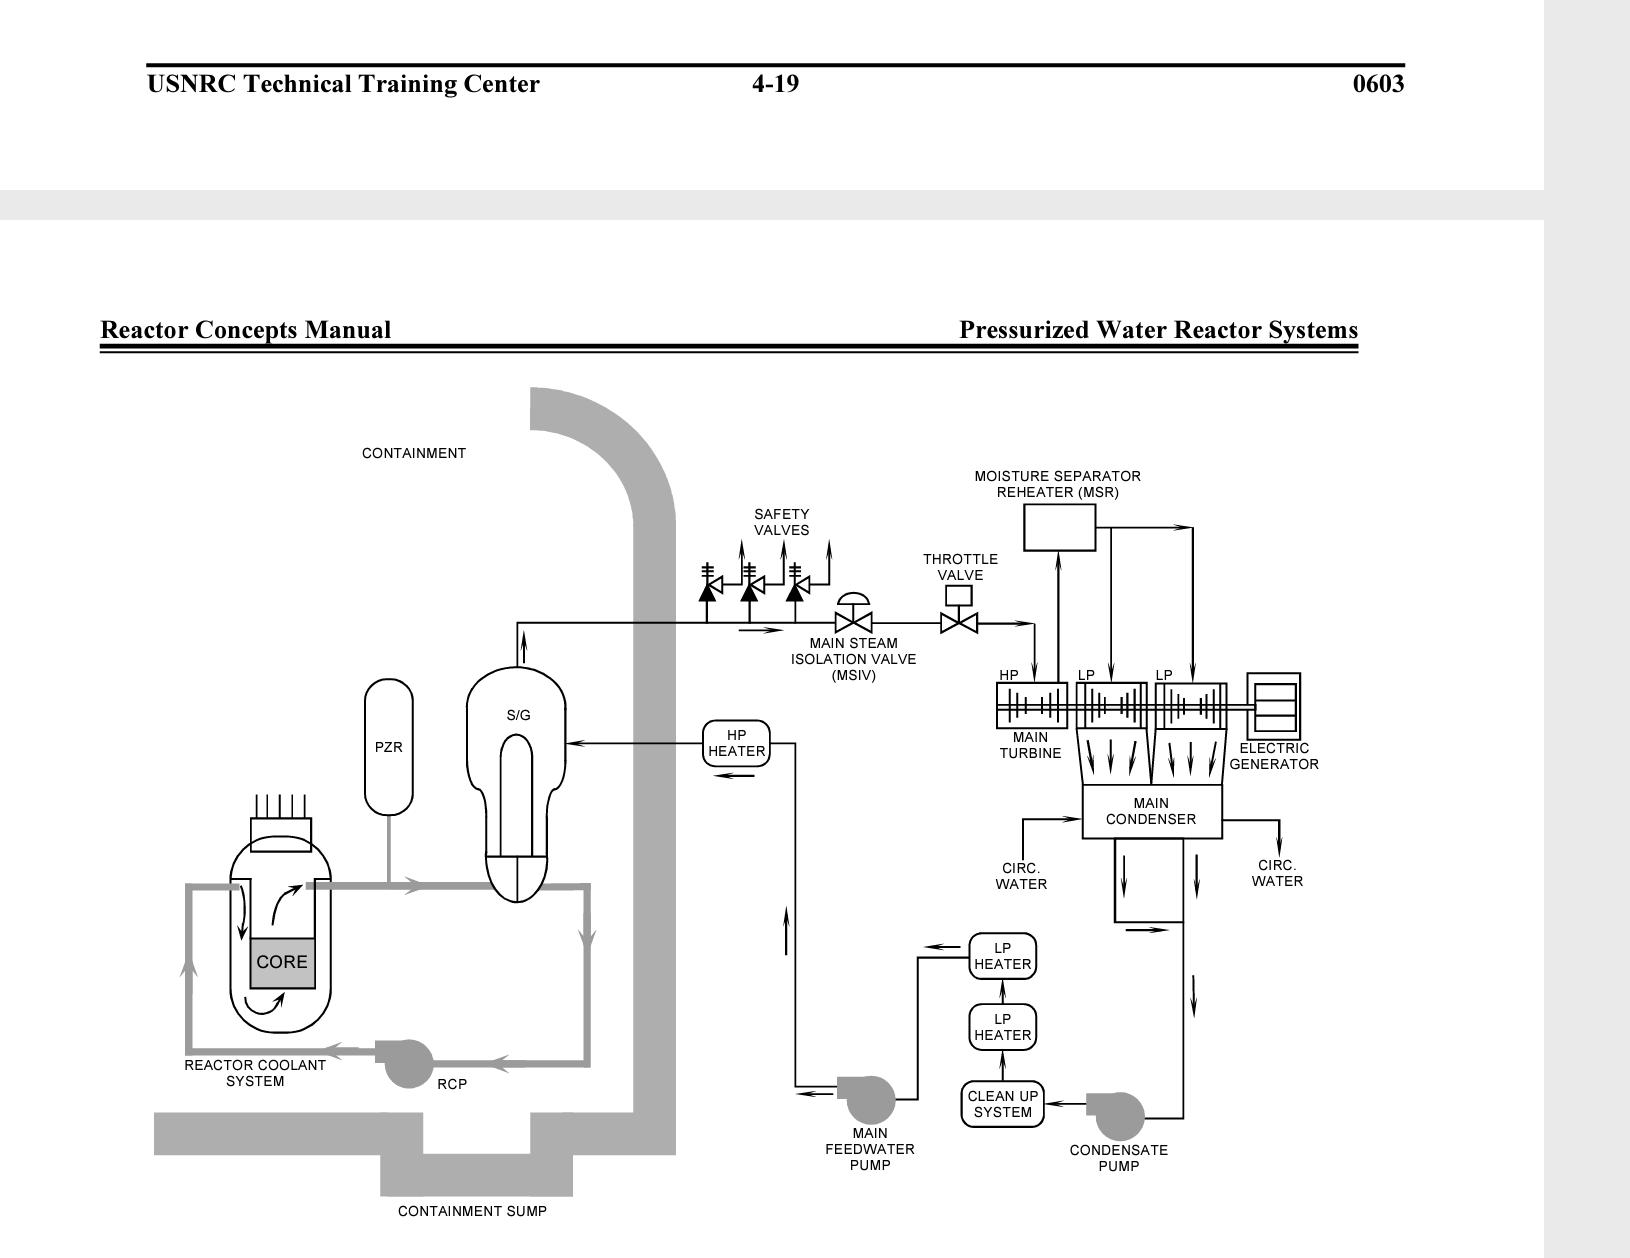 USNRC Technical Training Center 4-19 0603
Reactor Concepts Manual Pressurized Water Reactor Systems
CONTAINMENT
MOISTURE SEPARATOR
REHEATER (MSR)
SAFETY
VALVES
THROTTLE
VALVE
MAIN STEAM
ISOLATION VALVE
(MSIV)
HP
LP
LP
S/G
PZR
HP
HEATER
MAIN
TURBINE
ELECTRIC
GENERATOR
MAIN
CONDENSER
CIRC.
WATER
CIRC.
WATER
CORE
LP
HEATER
LP
HEATER
REACTOR COOLANT
SYSTEM
RCP
CLEAN UP
SYSTEM
MAIN
FEEDWATER
PUMP
CONDENSATE
PUMP
CONTAINMENT SUMP